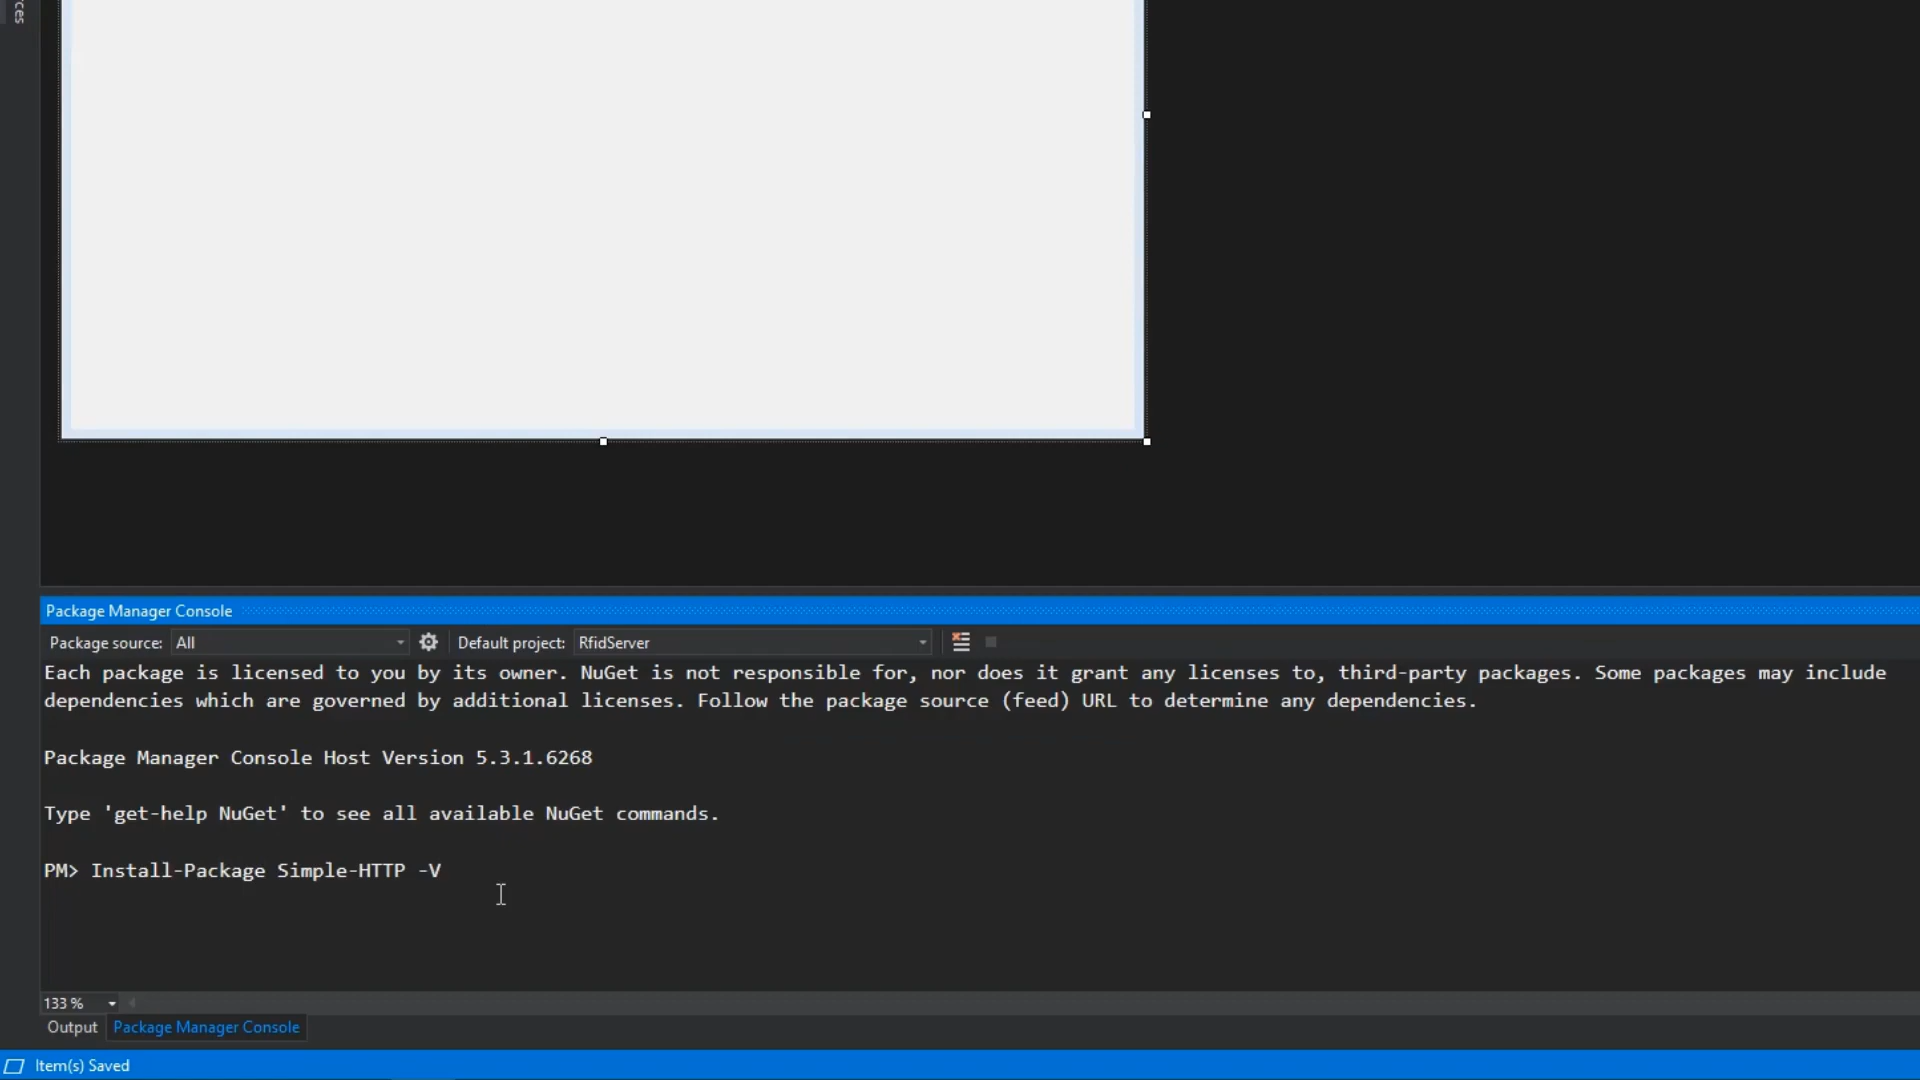 rces
Package Manager Console
Package source: All Default project: RfidServer
Each package is licensed to you by its owner. NuGet is not responsible for, nor does it grant any licenses to, third-party packages. Some packages may include
dependencies which are governed by additional licenses. Follow the package source (feed) URL to determine any dependencies.
Package Manager Console Host Version 5.3.1.6268
Type 'get-help NuGet' to see all available NuGet commands.
PM> Install-Package Simple-HTTP -V
133 %
Output Package Manager Console
Item(s) Saved